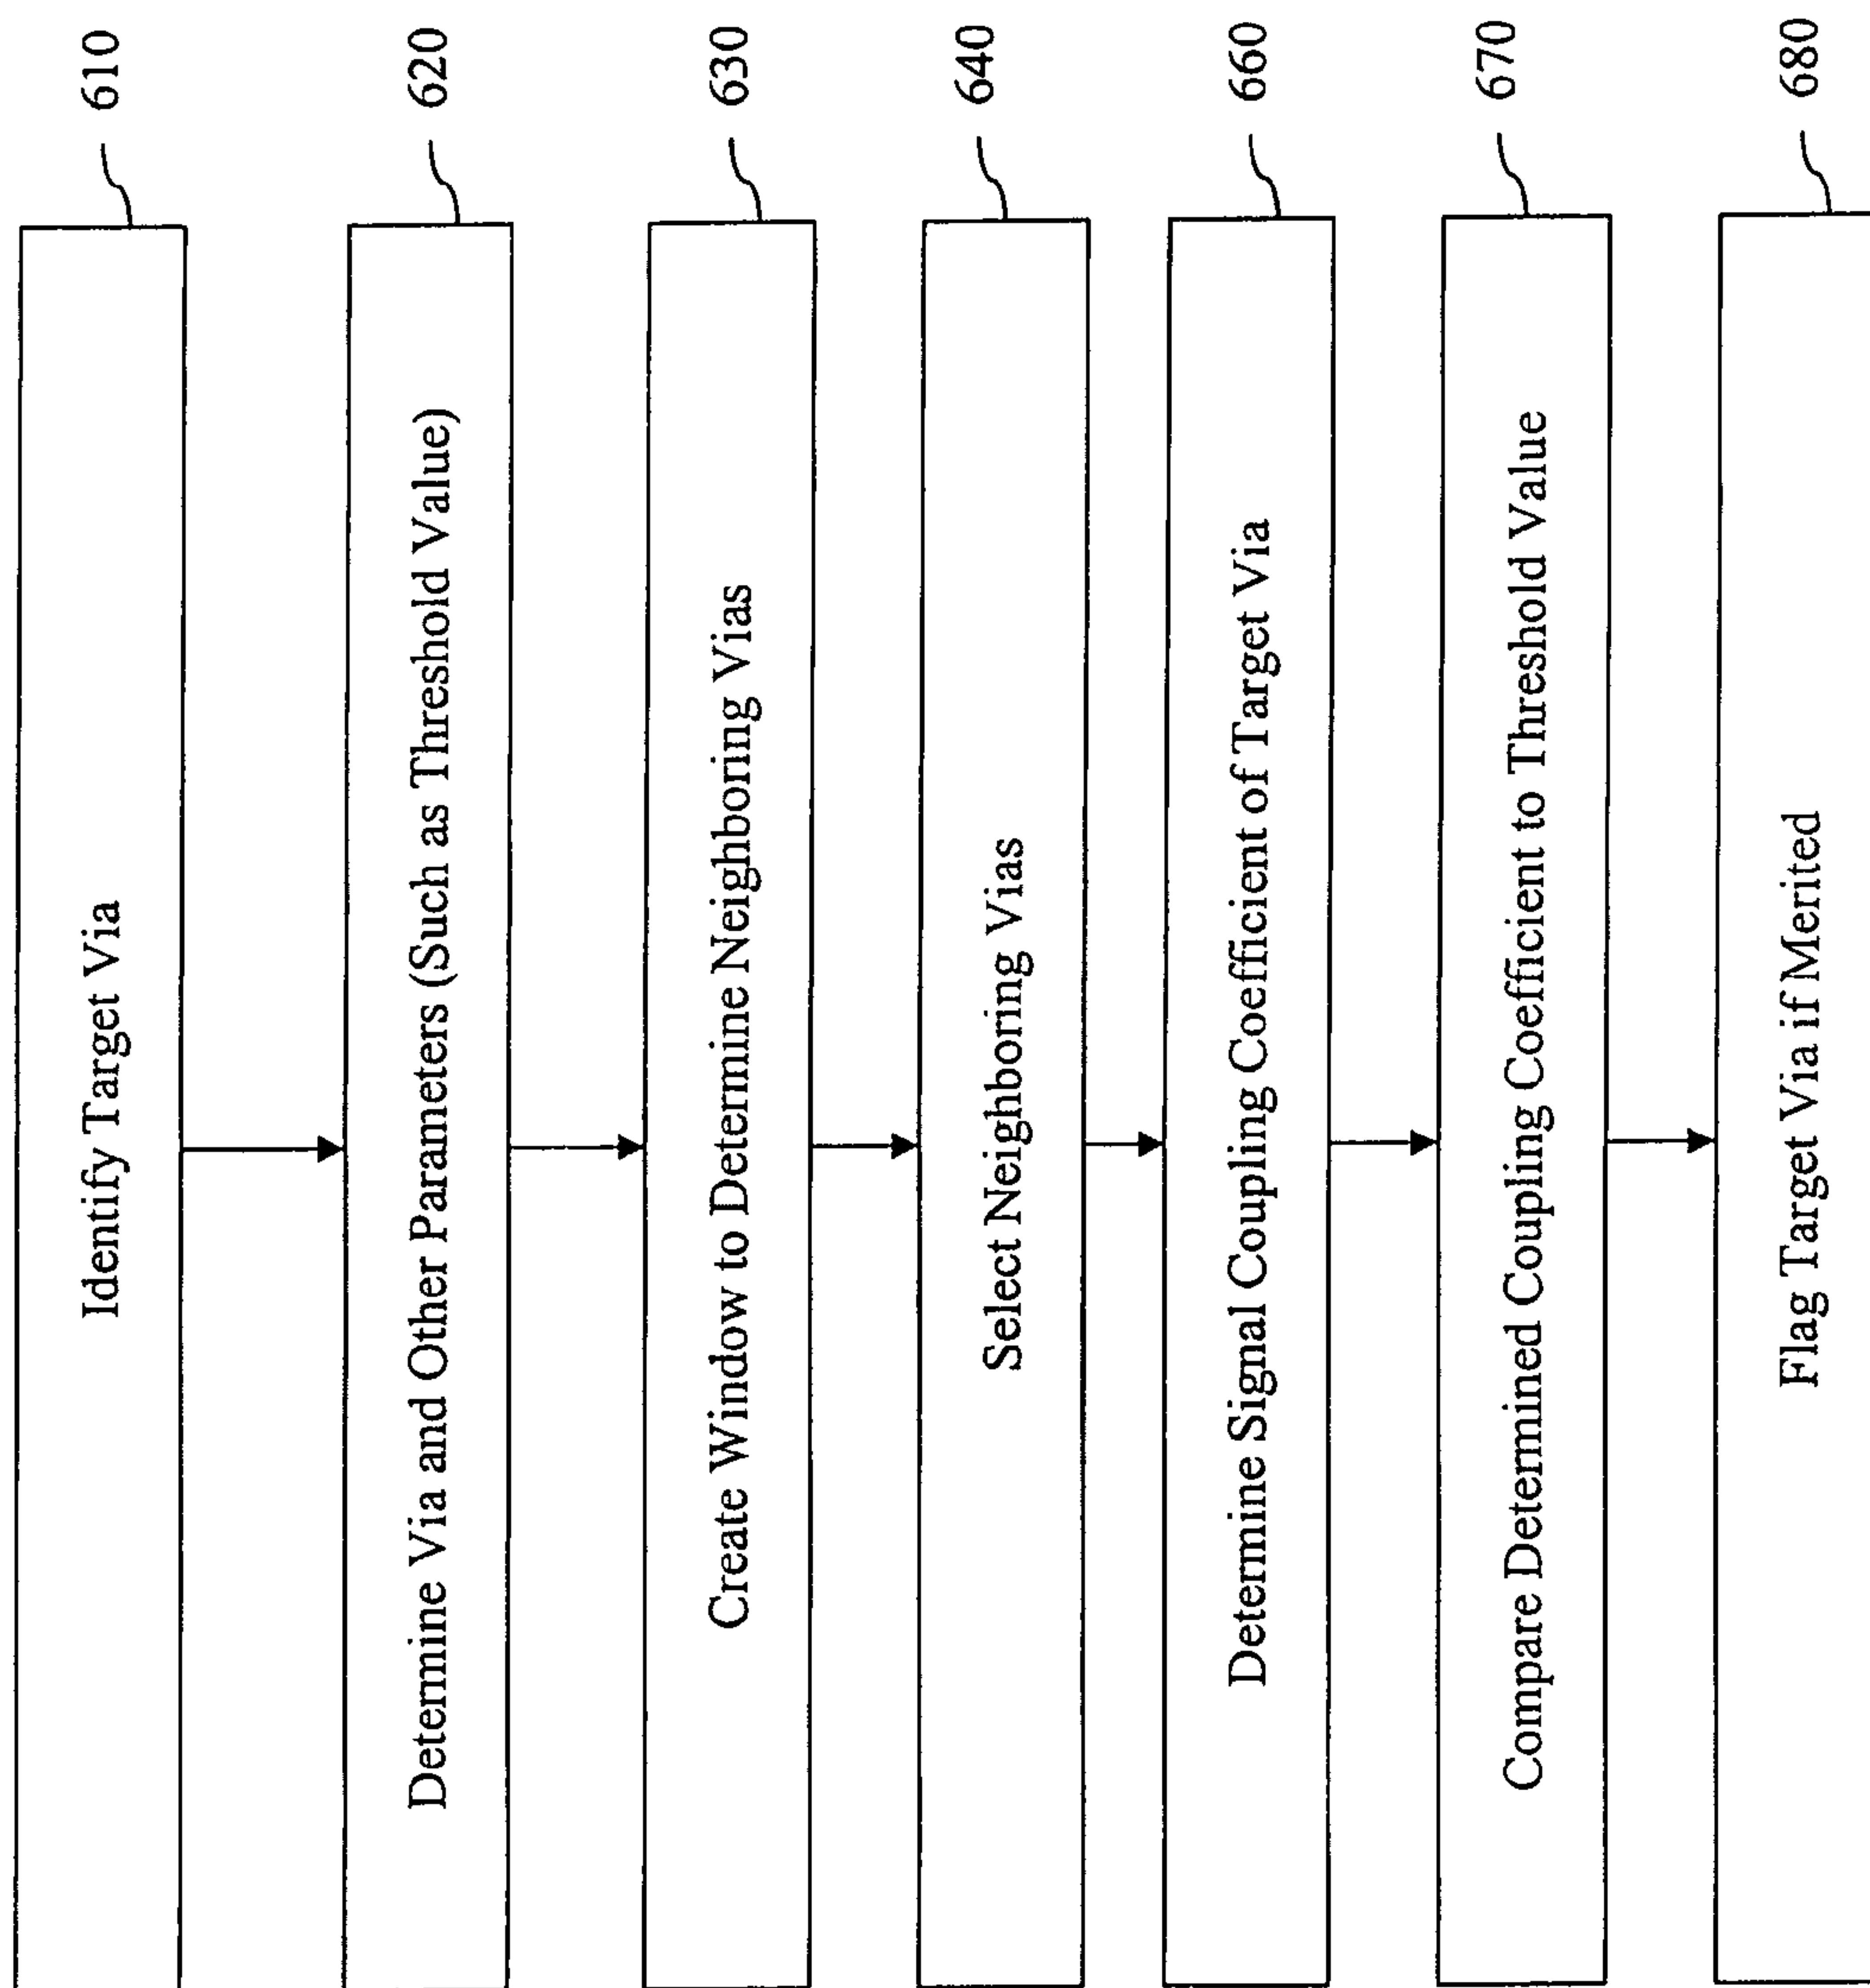 Identify Target Via
610
Determine Via and Other Parameters (Such as Threshold Value)
620
Create Window to Determine Neighboring Vias
630
Select Neighboring Vias
640
Determine Signal Coupling Coefficient of Target Via
660
Compare Determined Coupling Coefficient to Threshold Value
670
Flag Target Via if Merited
680